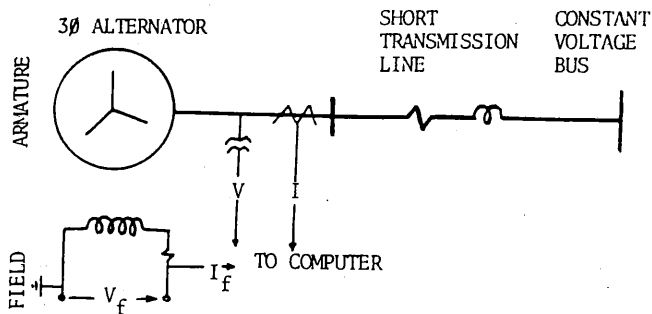 3ø ALTERNATOR
SHORT
TRANSMISSION
LINE
CONSTANT
VOLTAGE
BUS
ARMATURE
V
I
FIELD
V_f
I_f
TO COMPUTER